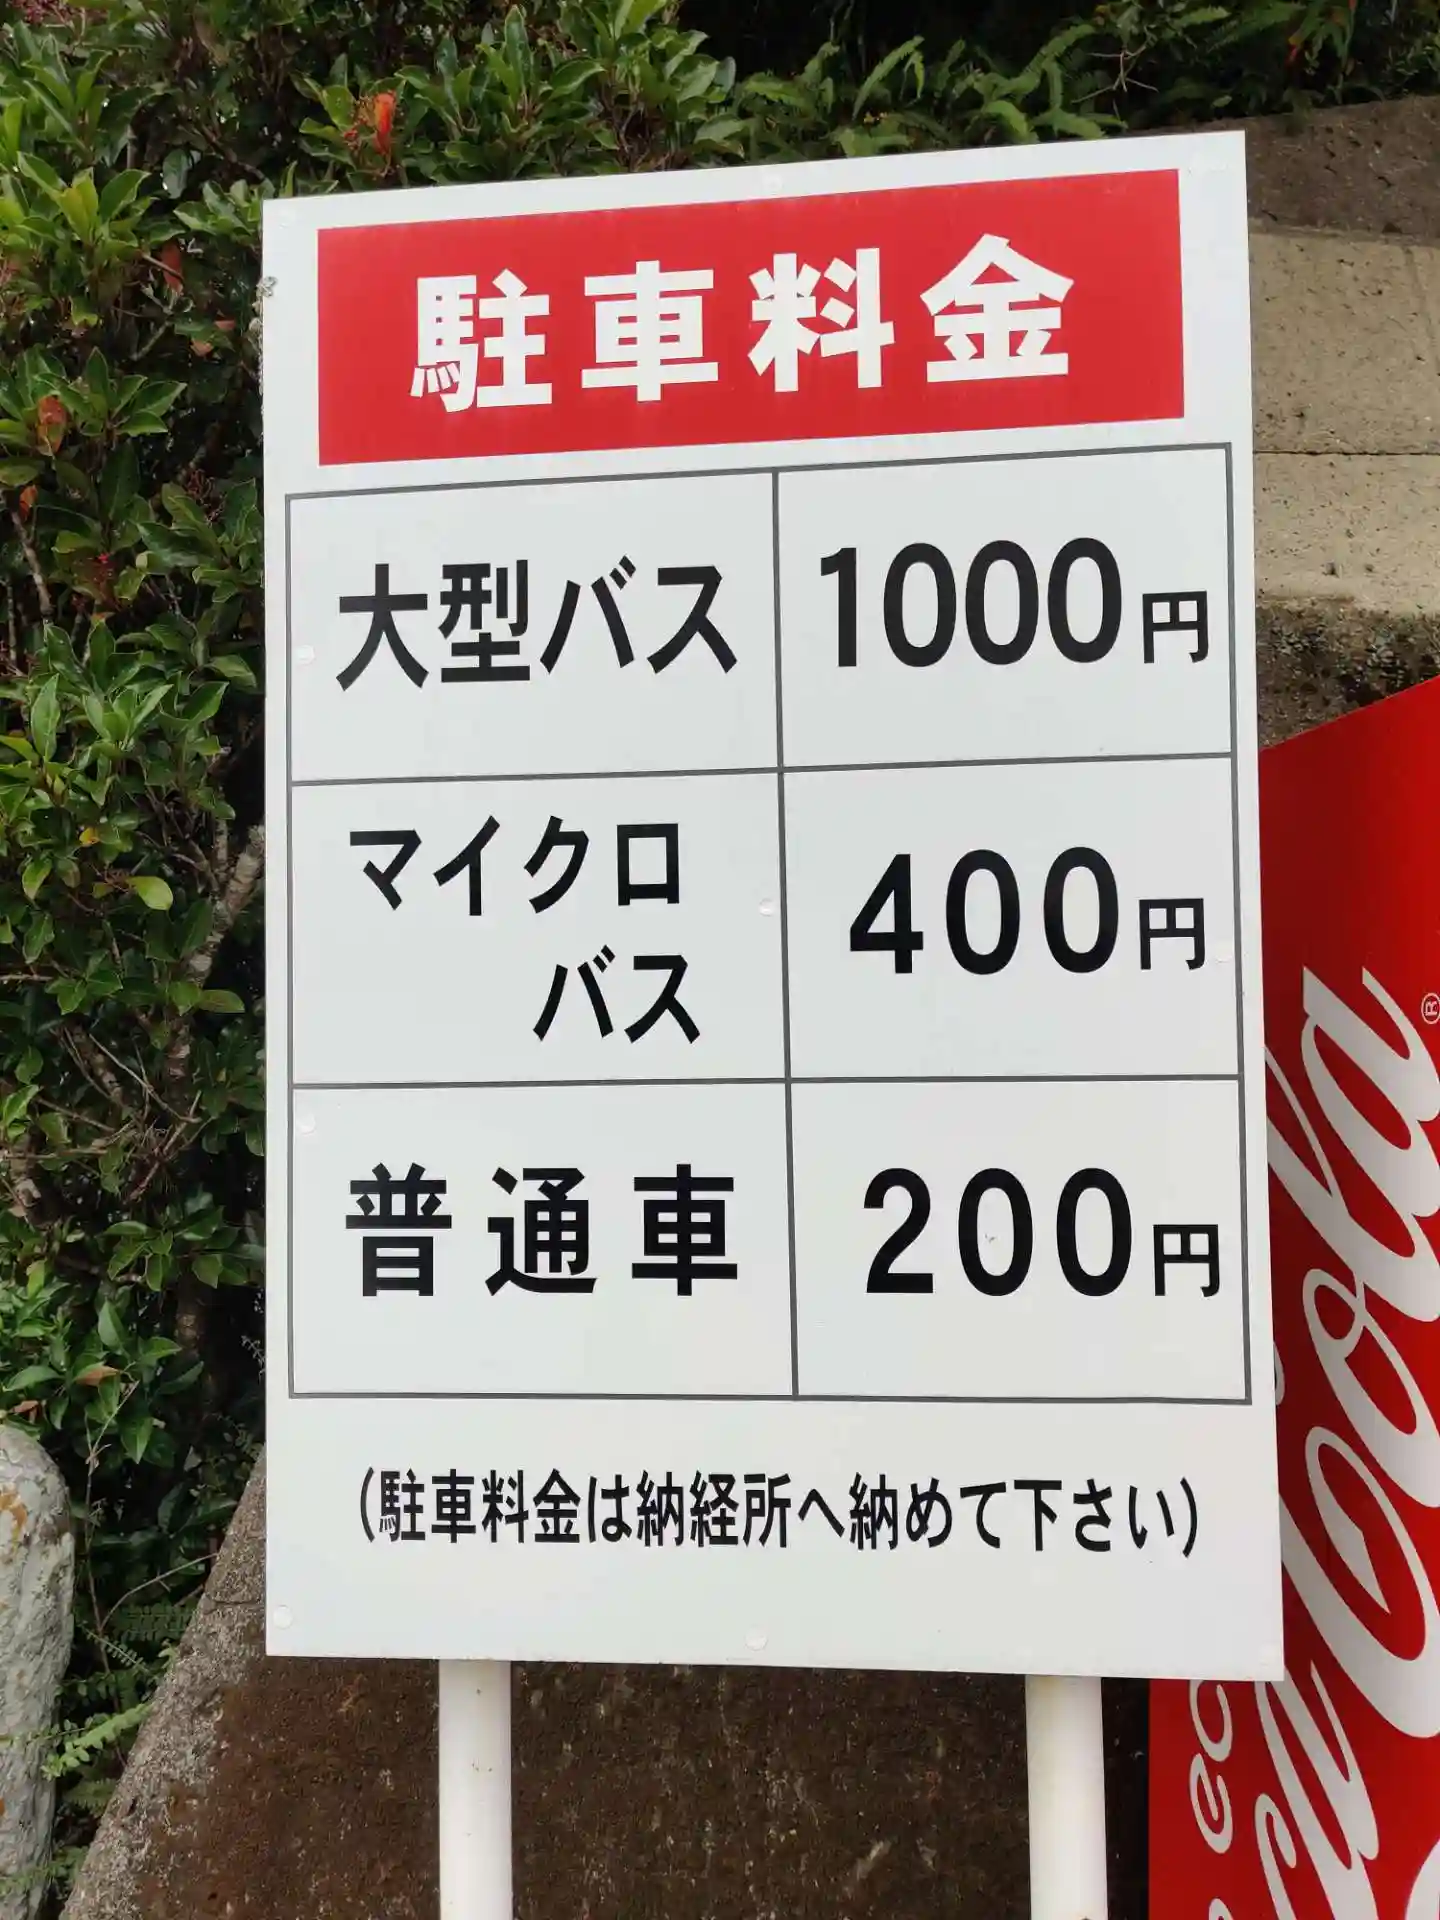 駐車料金
大型バス 1000円
マイクロ
バス 400円
普通車 200円
(駐車料金は納経所へ納めて下さい)
Coca-Cola®